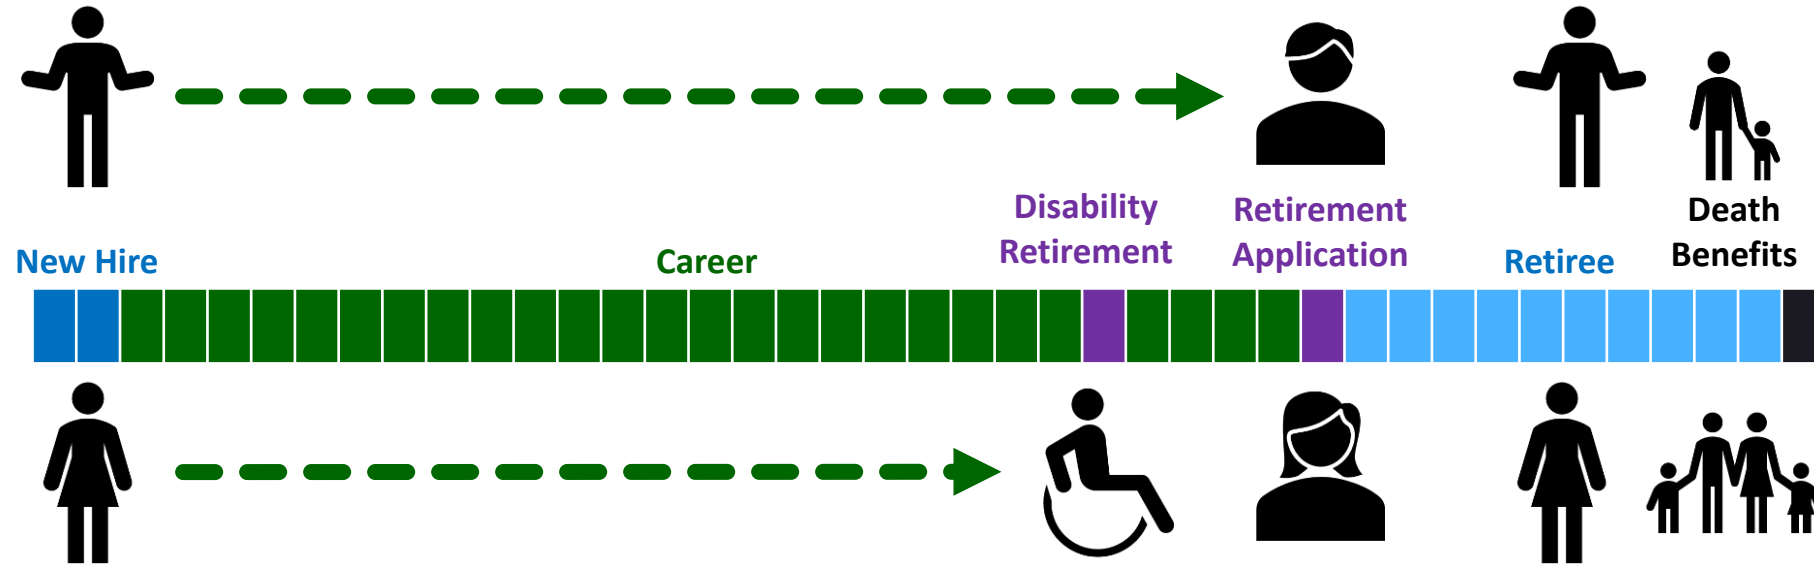 New Hire
Career
Disability
Retirement
Retirement
Application
Retiree
Death
Benefits